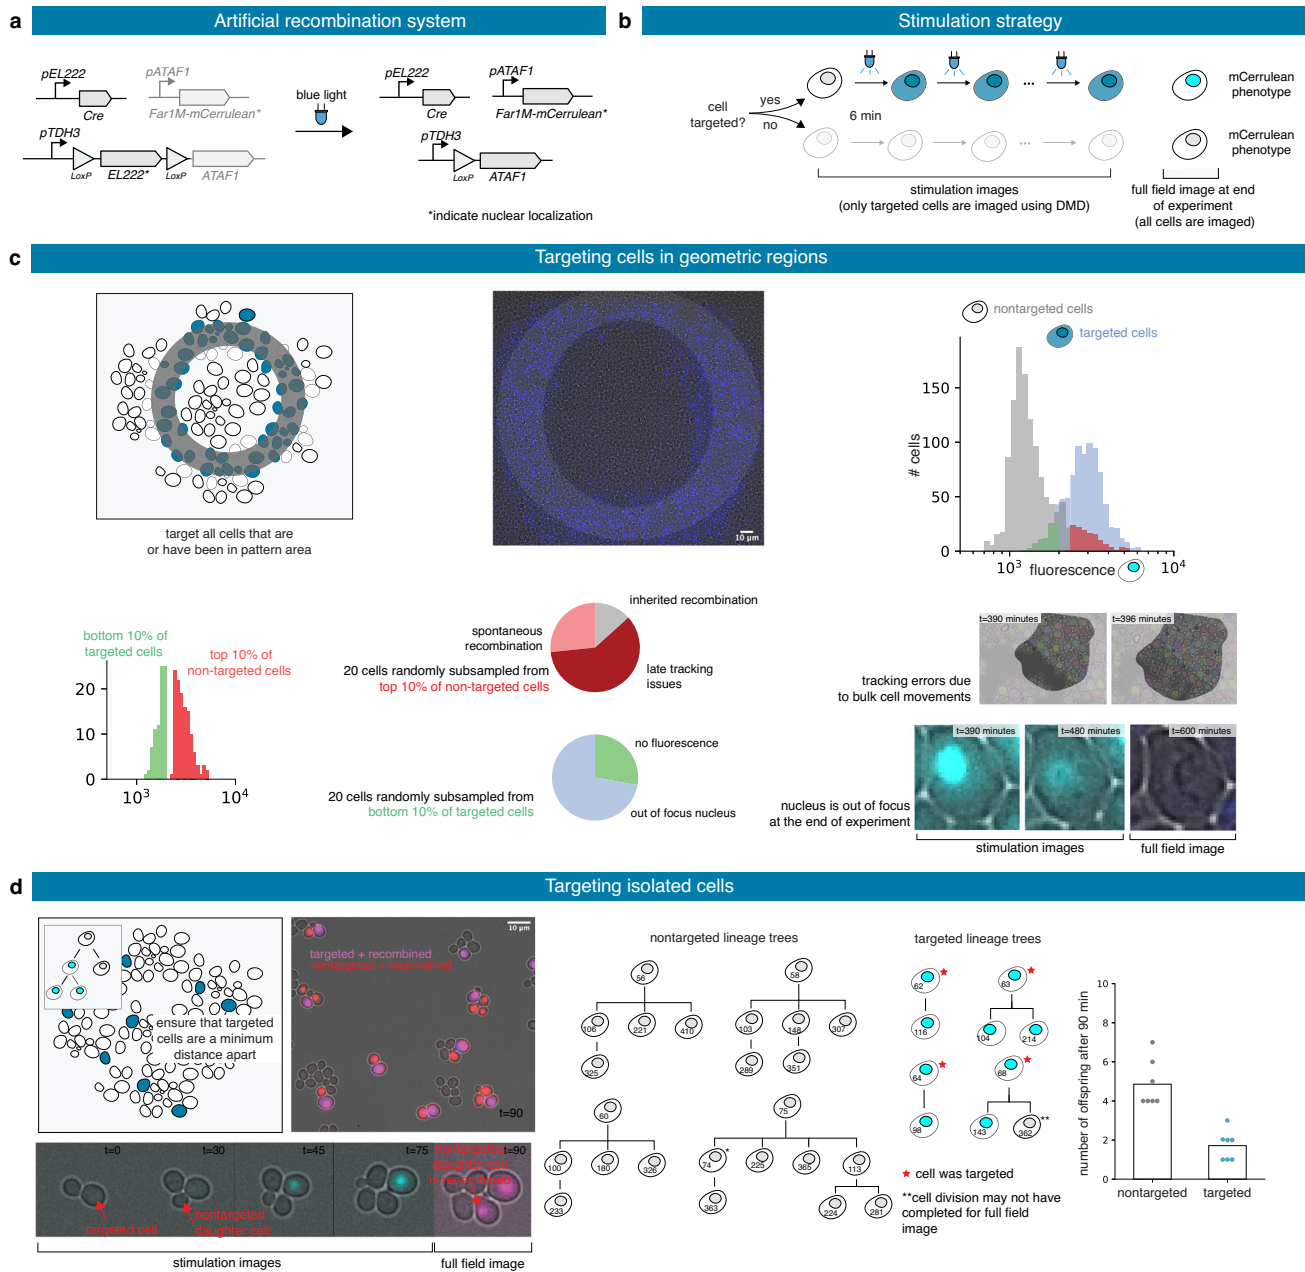 a
Artificial recombination system
pEL222
Cre
pATAF1
Far1M-mCerrulean*
pTDH3
LoxP
EL222*
LoxP
ATAF1
blue light
pEL222
Cre
pATAF1
Far1M-mCerrulean*
pTDH3
LoxP
ATAF1
*indicate nuclear localization
b
Stimulation strategy
cell
targeted?
yes
no
6 min
...
...
mCerrulean
phenotype
mCerrulean
phenotype
stimulation images
(only targeted cells are imaged using DMD)
full field image at end
of experiment
(all cells are imaged)
c
Targeting cells in geometric regions
target all cells that are
or have been in pattern area
10 µm
nontargeted cells
targeted cells
# cells
150
100
50
0
10³
10⁴
fluorescence
bottom 10% of
targeted cells
top 10% of
non-targeted cells
20
10
0
10³
10⁴
inherited recombination
spontaneous
recombination
late tracking
issues
20 cells randomly subsampled from
top 10% of non-targeted cells
no fluorescence
out of focus nucleus
20 cells randomly subsampled from
bottom 10% of targeted cells
t=390 minutes
t=396 minutes
tracking errors due
to bulk cell movements
t=390 minutes
t=480 minutes
t=600 minutes
nucleus is out of focus
at the end of experiment
stimulation images
full field image
d
Targeting isolated cells
ensure that targeted
cells are a minimum
distance apart
10 µm
targeted + recombined
nontargeted + recombined
t=90
t=0
t=30
t=45
t=75
t=90
targeted cell
nontargeted
daughter cell
nontargeted
daughter cell
is recombined
stimulation images
full field image
nontargeted lineage trees
56
106
221
410
325
58
103
148
307
289
351
60
100
180
326
233
75
74
*
225
365
113
363
224
281
targeted lineage trees
62
116
63
104
214
64
98
68
143
362
**
cell was targeted
**cell division may not have
completed for full field
image
number of offspring after 90 min
10
8
6
4
2
0
nontargeted
targeted